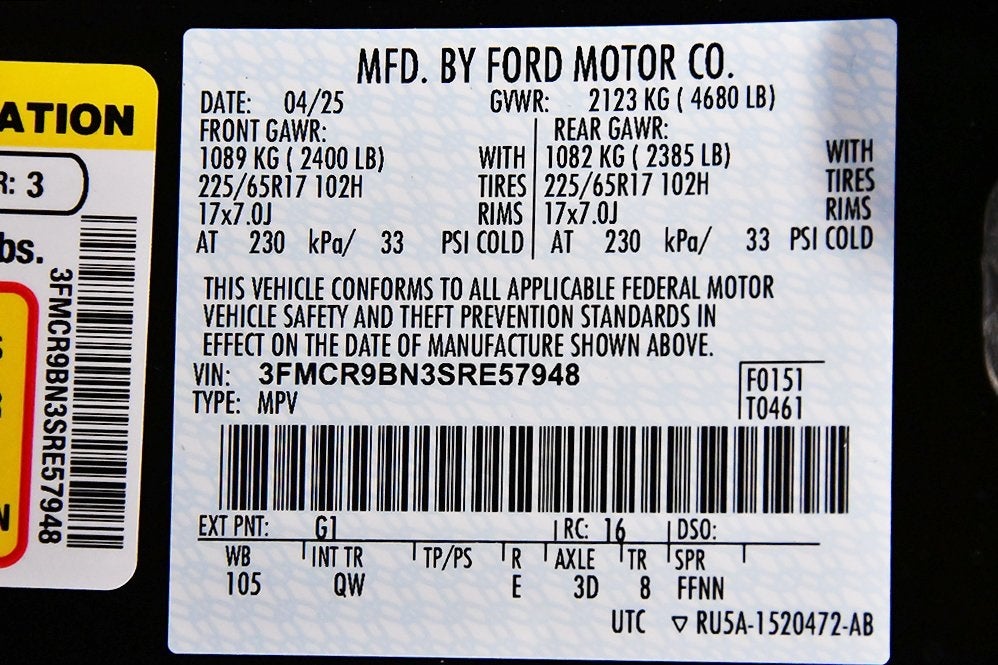 ATION
R: 3
bs.
3FMCR9BN3SRE57948
N
MFD. BY FORD MOTOR CO.
DATE: 04/25 GVWR: 2123 KG ( 4680 LB)
FRONT GAWR: REAR GAWR:
1089 KG ( 2400 LB) WITH 1082 KG ( 2385 LB) WITH
225/65R17 102H TIRES 225/65R17 102H TIRES
17x7.0J RIMS 17x7.0J RIMS
AT 230 kPa/ 33 PSI COLD AT 230 kPa/ 33 PSI COLD
THIS VEHICLE CONFORMS TO ALL APPLICABLE FEDERAL MOTOR
VEHICLE SAFETY AND THEFT PREVENTION STANDARDS IN
EFFECT ON THE DATE OF MANUFACTURE SHOWN ABOVE.
VIN: 3FMCR9BN3SRE57948
F0151
TYPE: MPV
T0461
EXT PNT: G1 RC: 16 DSO:
WB INT TR TP/PS R AXLE TR SPR
105 QW E 3D 8 FFNN
UTC ▽ RU5A-1520472-AB